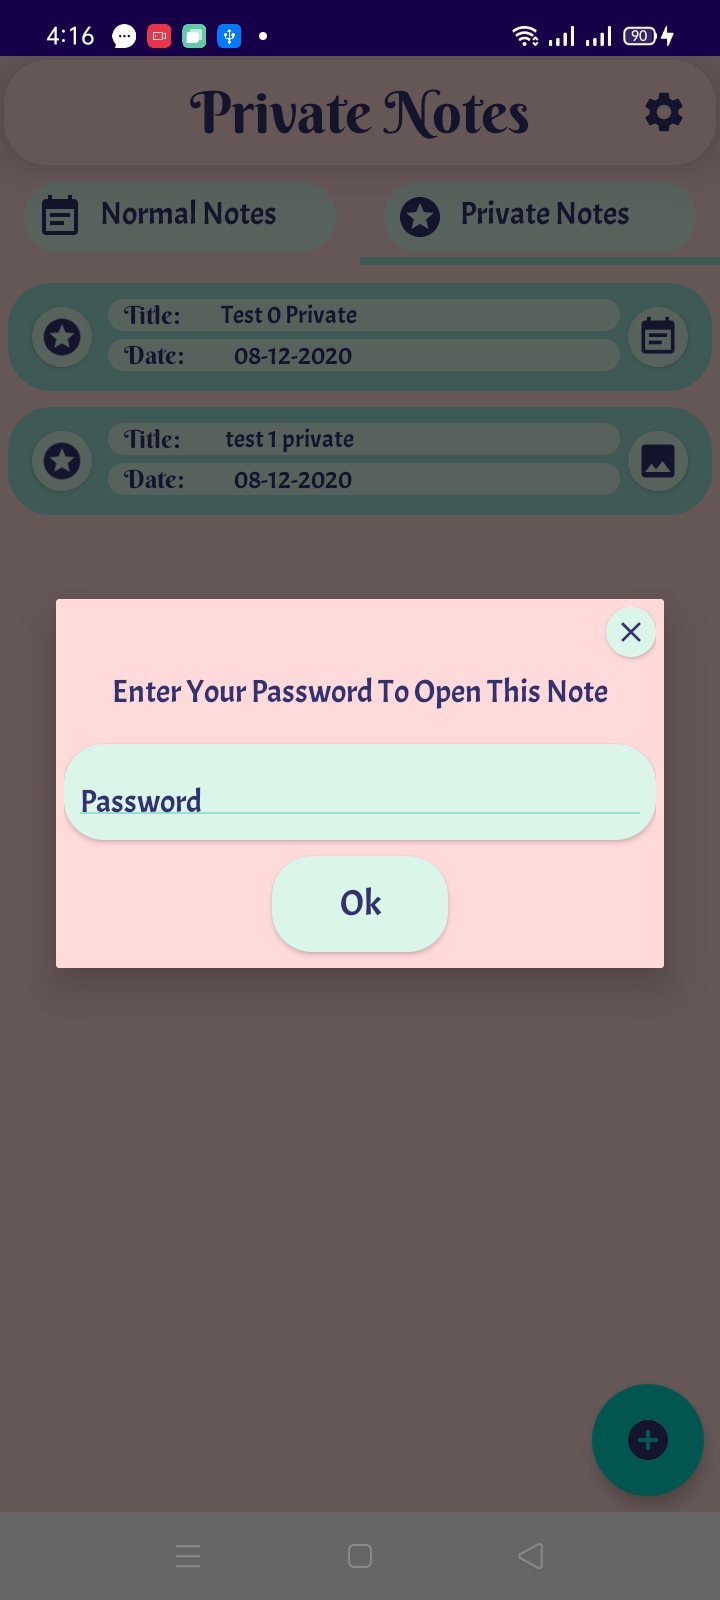 4:16
90
Private Notes
Normal Notes
Private Notes
Title: Test 0 Private
Date: 08-12-2020
Title: test 1 private
Date: 08-12-2020
Enter Your Password To Open This Note
Password
Ok